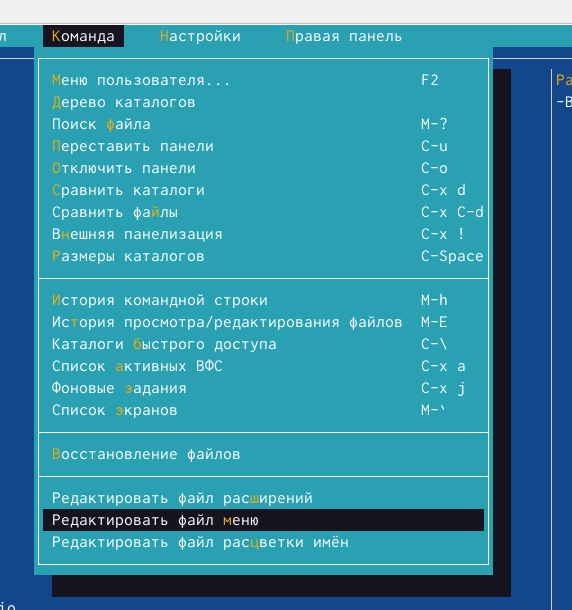 л Команда Настройки Правая панель
Меню пользователя... F2
Дерево каталогов
Поиск файла M-?
Переставить панели C-u
Отключить панели C-o
Сравнить каталоги C-x d
Сравнить файлы C-x C-d
Внешняя панелизация C-x !
Размеры каталогов C-Space
История командной строки M-h
История просмотра/редактирования файлов M-E
Каталоги быстрого доступа C-\
Список активных ВФС C-x a
Фоновые задания C-x j
Список экранов M-`
Восстановление файлов
Редактировать файл расширений
Редактировать файл меню
Редактировать файл расцветки имён